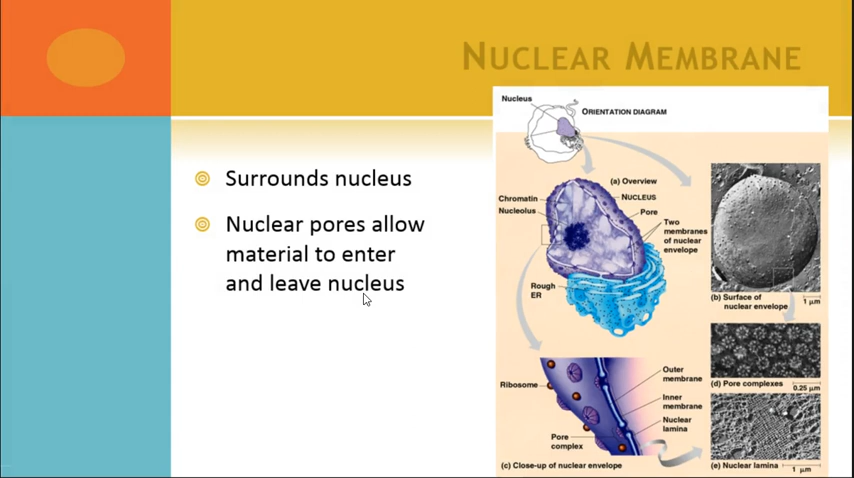 NUCLEAR MEMBRANE
Surrounds nucleus
Nuclear pores allow
material to enter
and leave nucleus
Nucleus
ORIENTATION DIAGRAM
(a) Overview
Chromatin
NUCLEUS
Nucleolus
Pore
Two
membranes
of nuclear
envelope
Rough
ER
(b) Surface of
nuclear envelope
1 µm
Ribosome
Outer
membrane
Inner
membrane
Nuclear
lamina
Pore
complex
(c) Close-up of nuclear envelope
(d) Pore complexes
0.25 µm
(e) Nuclear lamina
1 µm